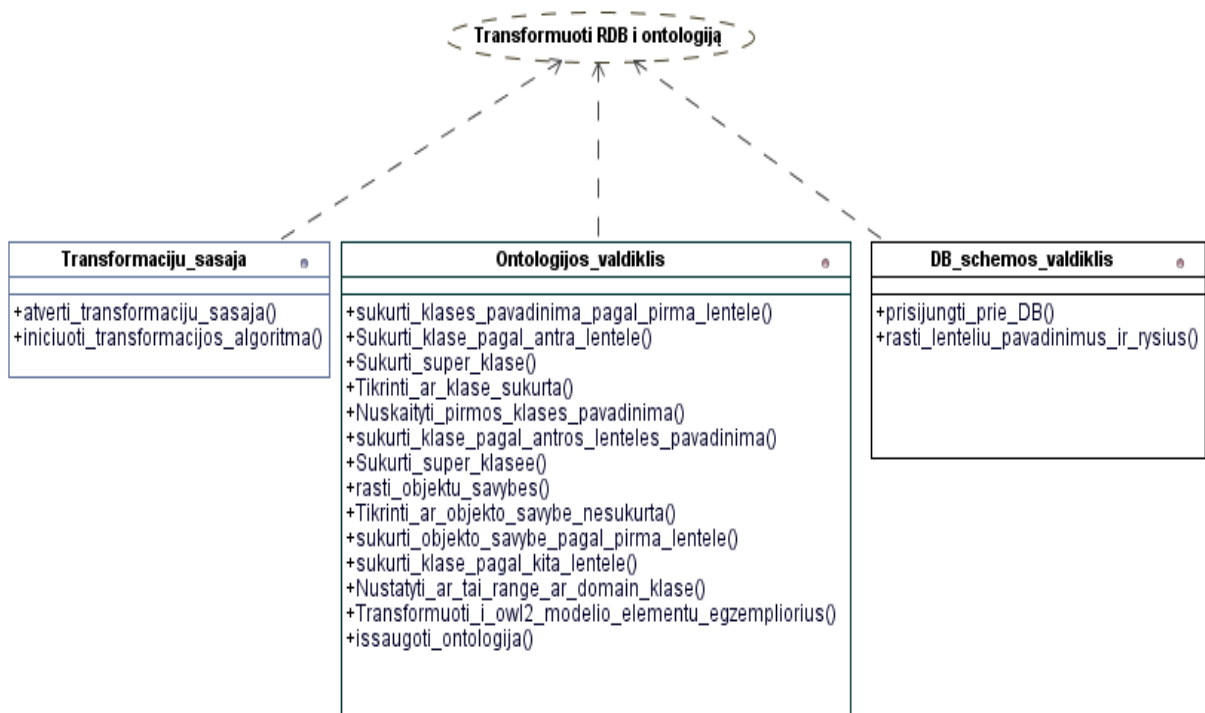 Transformuoti RDB i ontologiją
Transformaciju_sasaja
+atverti_transformaciju_sasaja()
+iniciuoti_transformacijos_algoritma()
Ontologijos_valdiklis
+sukurti_klases_pavadinima_pagal_pirma_lentele()
+Sukurti_klase_pagal_antra_lentele()
+Sukurti_super_klase()
+Tikrinti_ar_klase_sukurta()
+Nuskaityti_pirmos_klases_pavadinima()
+sukurti_klase_pagal_antros_lenteles_pavadinima()
+Sukurti_super_klasee()
+rasti_objektu_savybes()
+Tikrinti_ar_objekto_savybe_nesukurta()
+sukurti_objekto_savybe_pagal_pirma_lentele()
+sukurti_klase_pagal_kita_lentele()
+Nustatyti_ar_tai_range_ar_domain_klase()
+Transformuoti_i_owl2_modelio_elementu_egzempliorius()
+issaugoti_ontologija()
DB_schemos_valdiklis
+prisijungti_prie_DB()
+rasti_lenteliu_pavadinimus_ir_rysius()